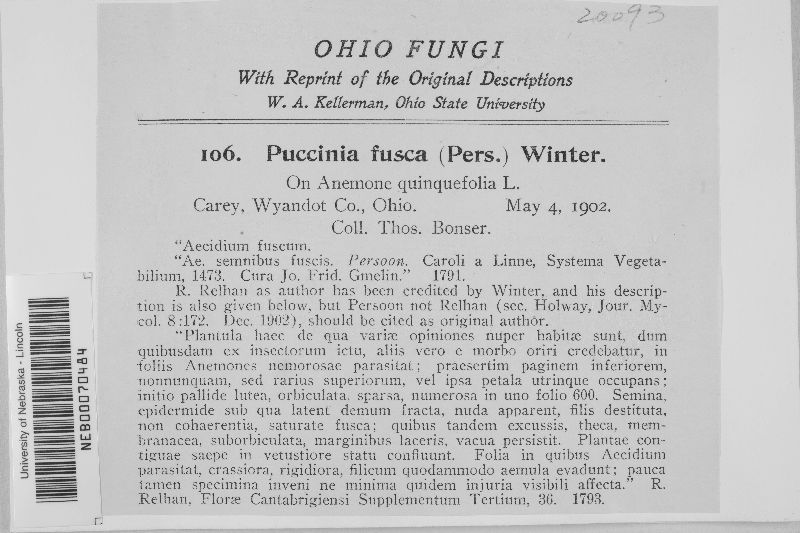 20093
OHIO FUNGI
With Reprint of the Original Descriptions
W. A. Kellerman, Ohio State University
106. Puccinia fusca (Pers.) Winter.
On Anemone quinquefolia L.
Carey, Wyandot Co., Ohio. May 4, 1902.
Coll. Thos. Bonser.
"Aecidium fuscum.
"Ae. semnibus fuscis. Persoon. Caroli a Linne, Systema Vegeta-
bilium, 1473. Cura Jo. Frid. Gmelin." 1791.
R. Relhan as author has been credited by Winter, and his descrip-
tion is also given below, but Persoon not Relhan (see. Holway, Jour. My-
col. 8:172. Dec. 1902), should be cited as original author.
"Plantula haec de qua variæ opiniones nuper habitæ sunt, dum
quibusdam ex insectorum ictu, aliis vero e morbo oriri credebatur, in
foliis Anemones nemorosae parasitat; praesertim paginem inferiorem,
nonnunquam, sed rarius superiorum, vel ipsa petala utrinque occupans;
initio pallide lutea, orbiculata, sparsa, numerosa in uno folio 600. Semina,
epidermide sub qua latent demum fracta, nuda apparent, filis destituta,
non cohaerentia, saturate fusca; quibus tandem excussis, theca, mem-
branacea, suborbiculata, marginibus laceris, vacua persistit. Plantae con-
tiguae saepe in vetustiore statu confluunt. Folia in quibus Aecidium
parasitat, crassiora, rigidiora, filicum quodammodo aemula evadunt; pauca
tamen specimina inveni ne minima quidem injuria visibili affecta." R.
Relhan, Floræ Cantabrigiensi Supplementum Tertium, 36. 1793.
University of Nebraska - Lincoln
NEB00070484